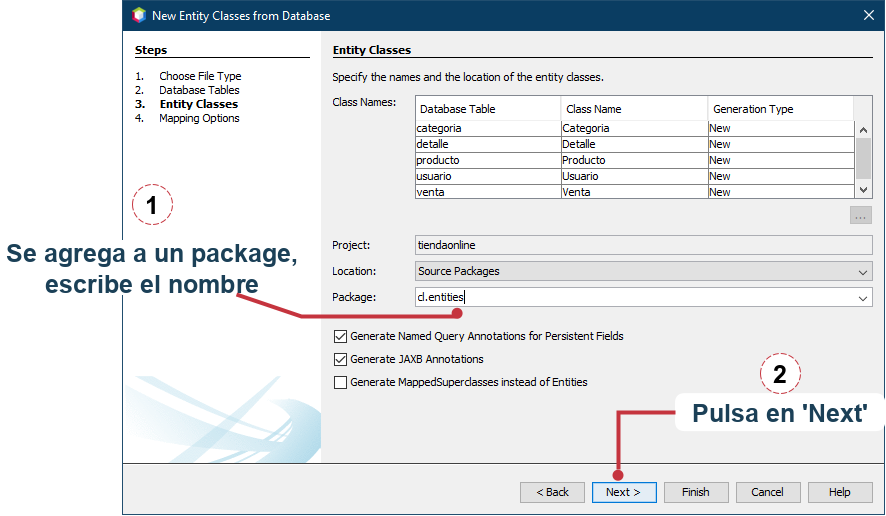 New Entity Classes from Database
Steps
1. Choose File Type
2. Database Tables
3. Entity Classes
4. Mapping Options
Entity Classes
Specify the names and the location of the entity classes.
Class Names:
Database Table Class Name Generation Type
categoria Categoria New
detalle Detalle New
producto Producto New
usuario Usuario New
venta Venta New
...
1
Se agrega a un package,
escribe el nombre
Project: tiendaonline
Location: Source Packages
Package: cl.entities
Generate Named Query Annotations for Persistent Fields
Generate JAXB Annotations
Generate MappedSuperclasses instead of Entities
2
Pulsa en 'Next'
< Back Next > Finish Cancel Help